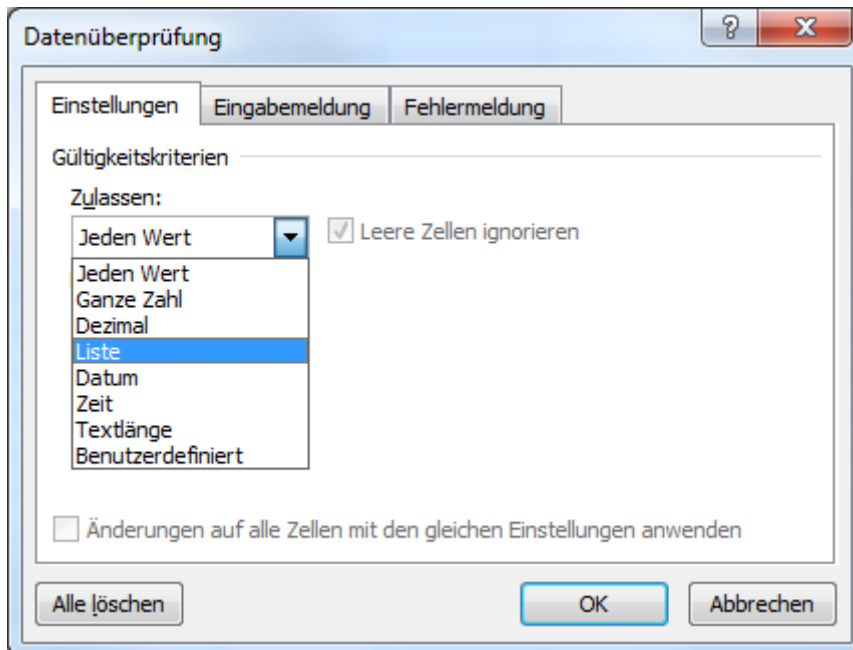 Datenüberprüfung
Einstellungen Eingabemeldung Fehlermeldung
Gültigkeitskriterien
Zulassen:
Jeden Wert Leere Zellen ignorieren
Jeden Wert
Ganze Zahl
Dezimal
Liste
Datum
Zeit
Textlänge
Benutzerdefiniert
Änderungen auf alle Zellen mit den gleichen Einstellungen anwenden
Alle löschen OK Abbrechen